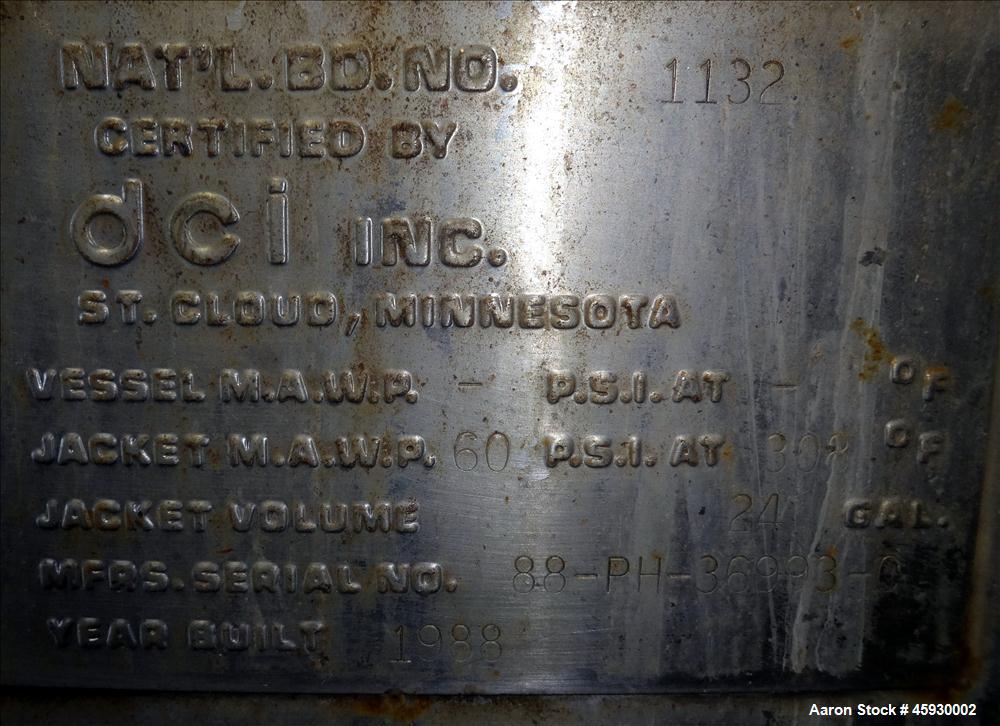 NAT'L. BD. NO. 1132
CERTIFIED BY
dci INC.
ST. CLOUD, MINNESOTA
VESSEL M.A.W.P. - P.S.I. AT - °F
JACKET M.A.W.P. 60 P.S.I. AT °F
JACKET VOLUME 24 GAL.
MFRS. SERIAL NO.
YEAR BUILT 1988
Aaron Stock # 45930002